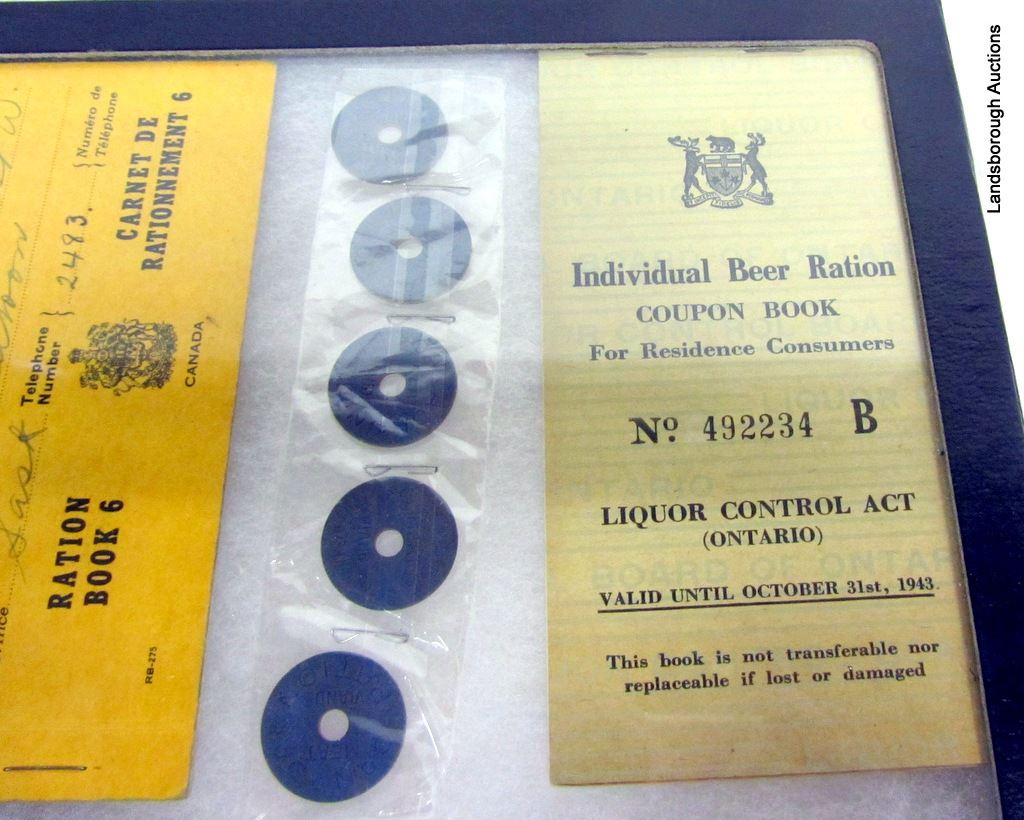 Landsborough Auctions
Numéro de
Téléphone
CARNET DE
RATIONNEMENT 6
Telephone
Number
2483.
CANADA
Sask
RATION
BOOK 6
RB-275
Individual Beer Ration
COUPON BOOK
For Residence Consumers
Nº 492234 B
LIQUOR CONTROL ACT
(ONTARIO)
VALID UNTIL OCTOBER 31st, 1943.
This book is not transferable nor
replaceable if lost or damaged